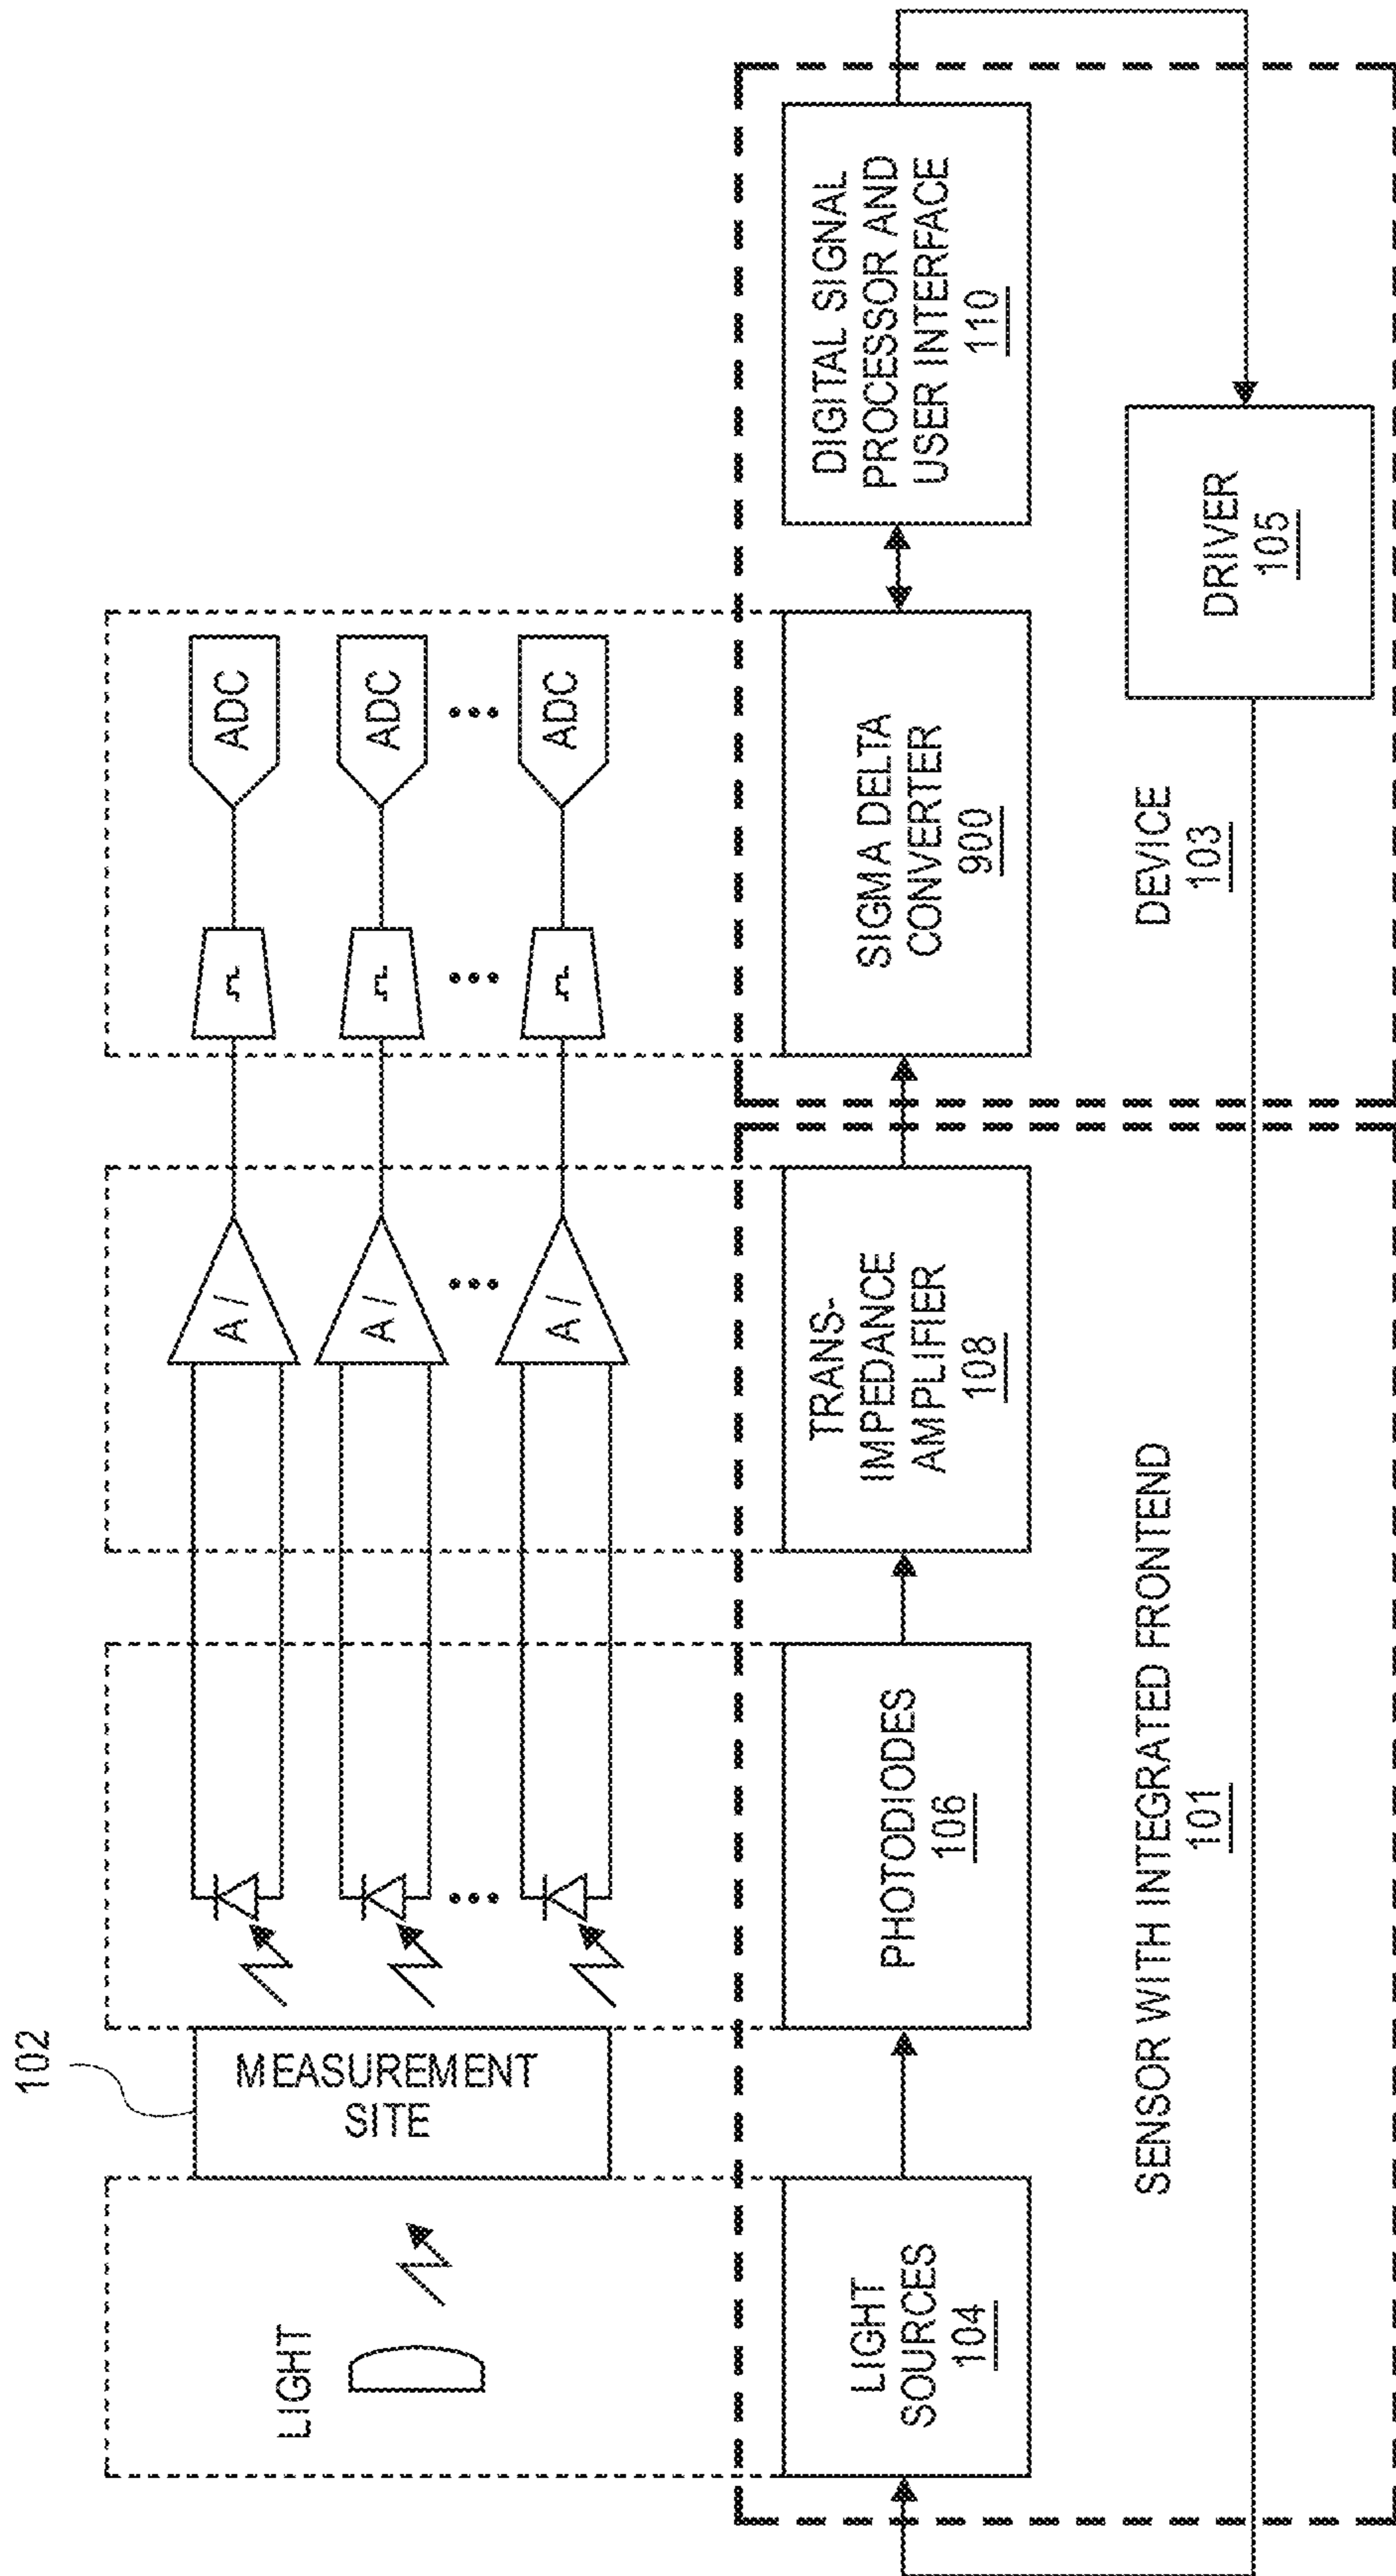 102
LIGHT
MEASUREMENT
SITE
A /
A /
A /
ADC
ADC
ADC
LIGHT
SOURCES
104
PHOTODIODES
106
TRANS-
IMPEDANCE
AMPLIFIER
108
SIGMA DELTA
CONVERTER
900
DIGITAL SIGNAL
PROCESSOR AND
USER INTERFACE
110
SENSOR WITH INTEGRATED FRONTEND
101
DEVICE
103
DRIVER
105